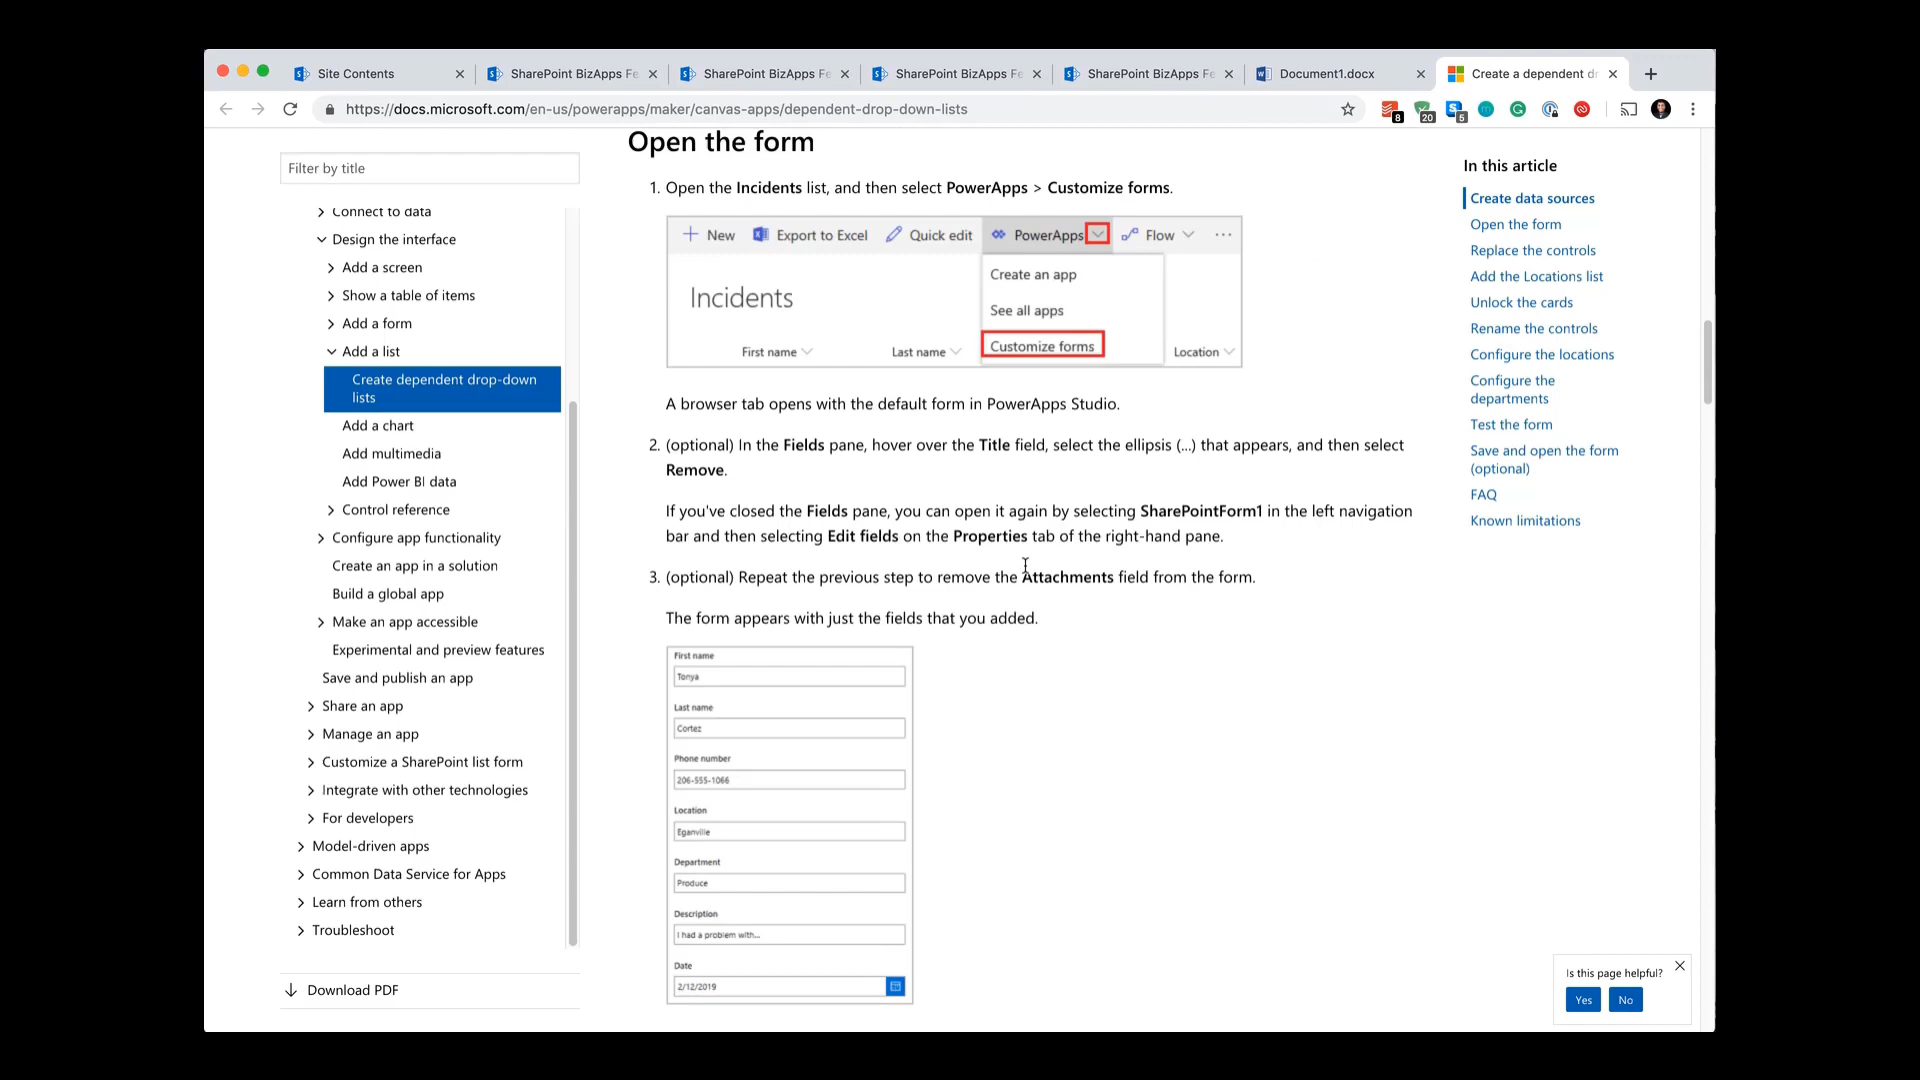 Site Contents
SharePoint BizApps Fe
SharePoint BizApps Fe
SharePoint BizApps Fe
SharePoint BizApps Fe
Document1.docx
Create a dependent dr
https://docs.microsoft.com/en-us/powerapps/maker/canvas-apps/dependent-drop-down-lists
8
20
5
Filter by title
Connect to data
Design the interface
Add a screen
Show a table of items
Add a form
Add a list
Create dependent drop-down
lists
Add a chart
Add multimedia
Add Power BI data
Control reference
Configure app functionality
Create an app in a solution
Build a global app
Make an app accessible
Experimental and preview features
Save and publish an app
Share an app
Manage an app
Customize a SharePoint list form
Integrate with other technologies
For developers
Model-driven apps
Common Data Service for Apps
Learn from others
Troubleshoot
Download PDF
Open the form
1. Open the Incidents list, and then select PowerApps > Customize forms.
New Export to Excel Quick edit PowerApps Flow ...
Create an app
Incidents
See all apps
Customize forms
First name Last name Location
A browser tab opens with the default form in PowerApps Studio.
2. (optional) In the Fields pane, hover over the Title field, select the ellipsis (...) that appears, and then select
Remove.
If you've closed the Fields pane, you can open it again by selecting SharePointForm1 in the left navigation
bar and then selecting Edit fields on the Properties tab of the right-hand pane.
3. (optional) Repeat the previous step to remove the Attachments field from the form.
The form appears with just the fields that you added.
First name
Tonya
Last name
Cortez
Phone number
206-555-1066
Location
Eganville
Department
Produce
Description
I had a problem with...
Date
2/12/2019
In this article
Create data sources
Open the form
Replace the controls
Add the Locations list
Unlock the cards
Rename the controls
Configure the locations
Configure the
departments
Test the form
Save and open the form
(optional)
FAQ
Known limitations
Is this page helpful?
Yes No